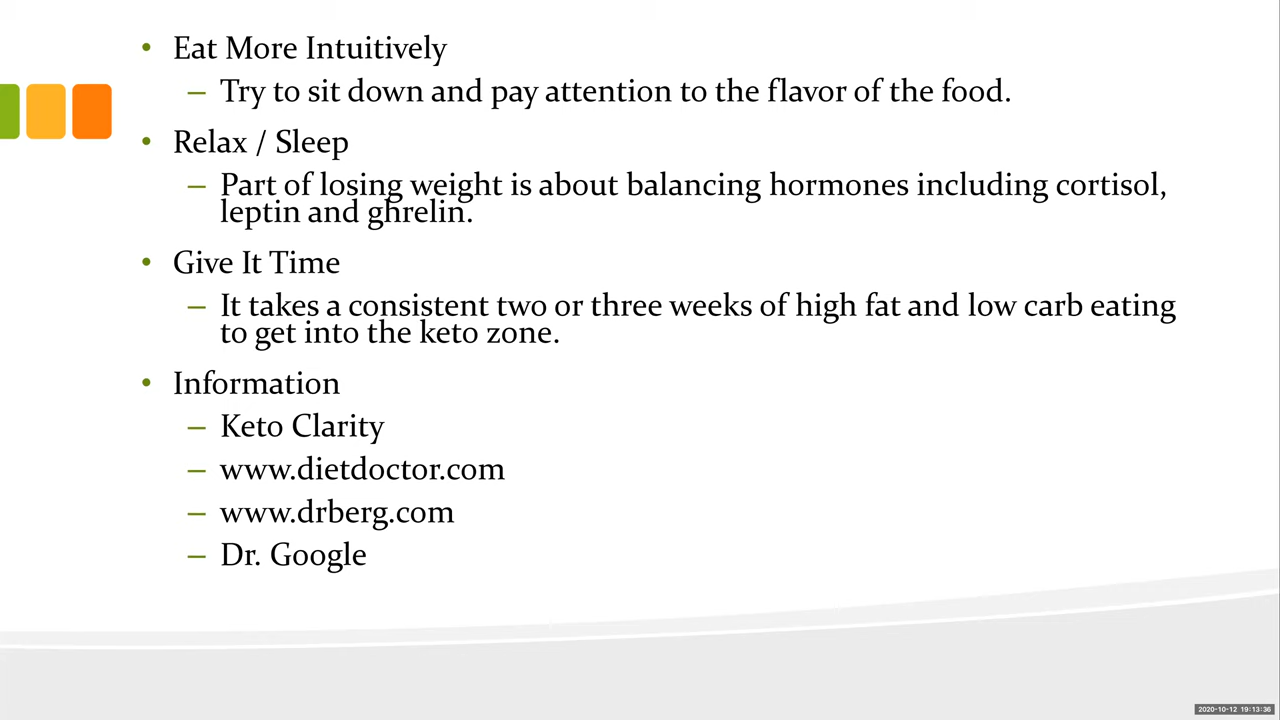 • Eat More Intuitively
– Try to sit down and pay attention to the flavor of the food.
• Relax / Sleep
– Part of losing weight is about balancing hormones including cortisol,
leptin and ghrelin.
• Give It Time
– It takes a consistent two or three weeks of high fat and low carb eating
to get into the keto zone.
• Information
– Keto Clarity
– www.dietdoctor.com
– www.drberg.com
– Dr. Google
2020-10-12 19:13:36